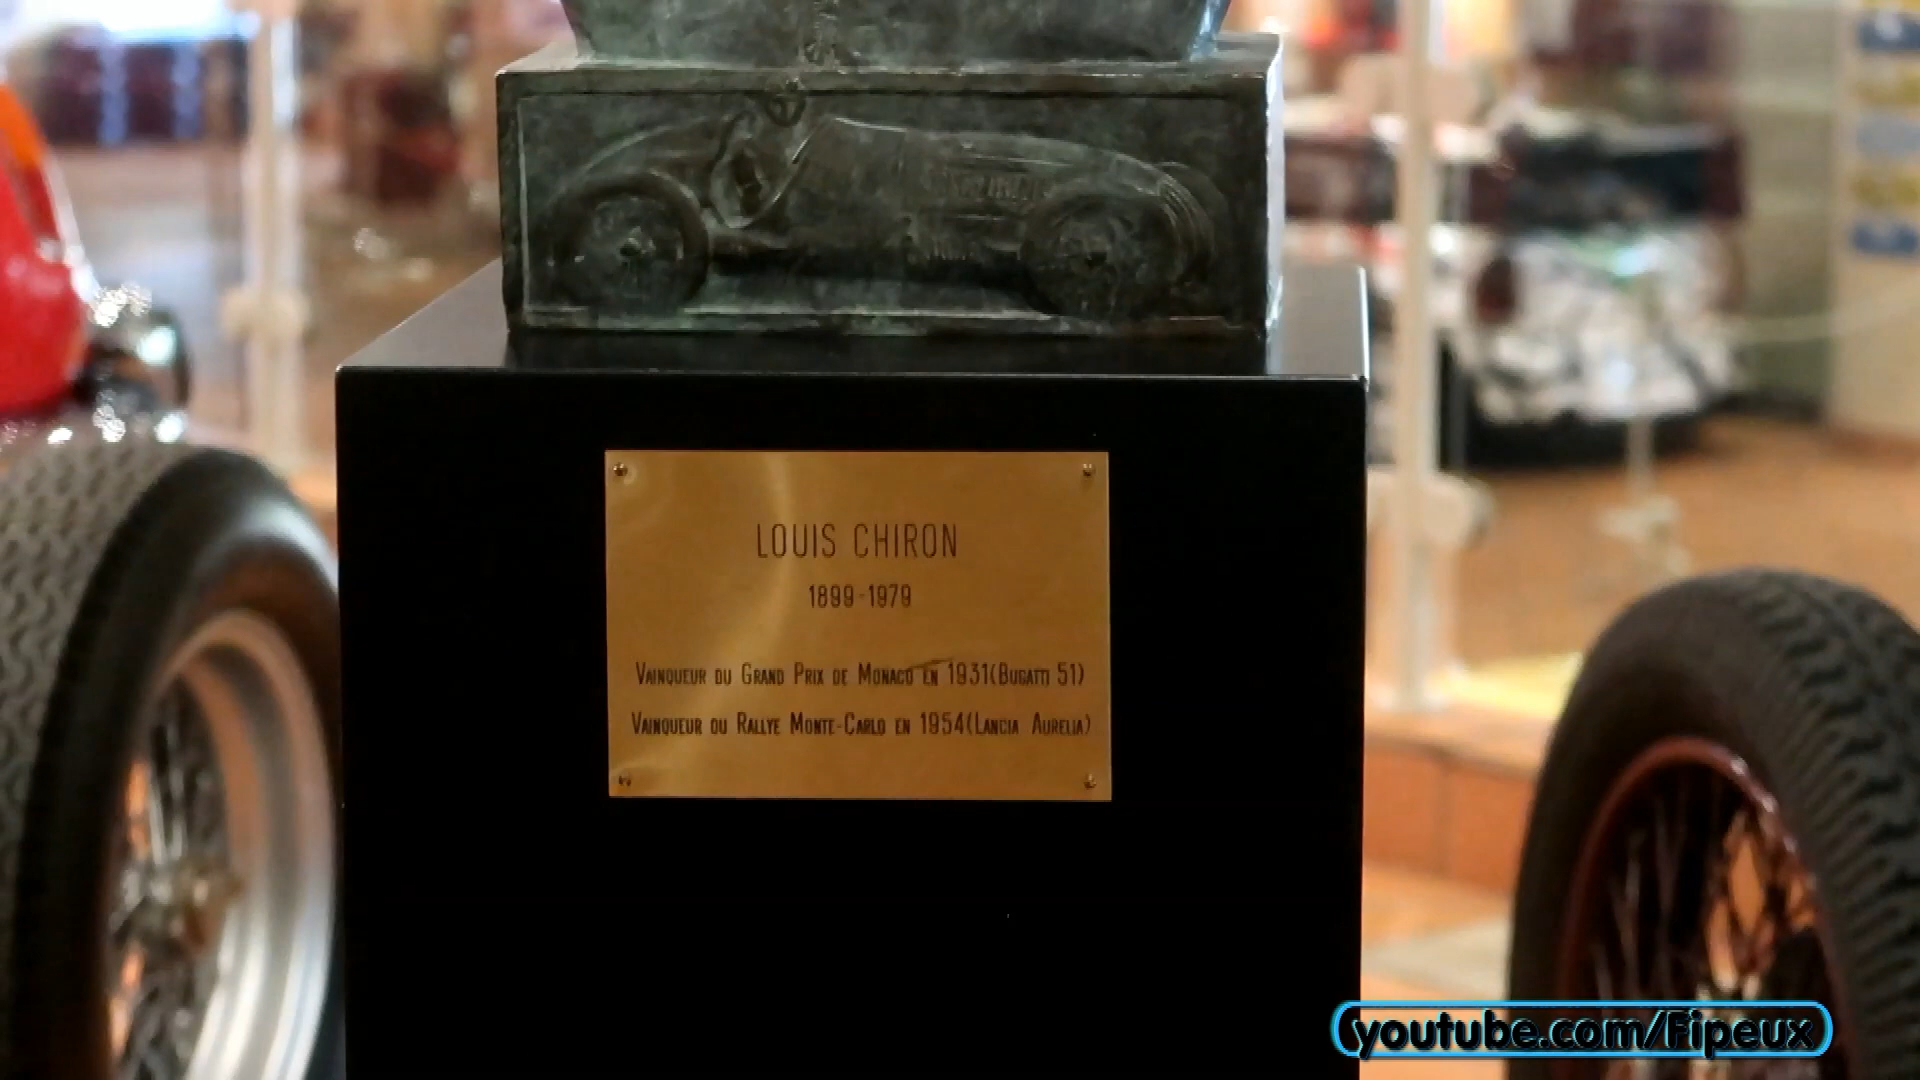 LOUIS CHIRON
1899-1979
VAINQUEUR DU GRAND PRIX DE MONACO EN 1931(BUGATTI 51)
VAINQUEUR DU RALLYE MONTE-CARLO EN 1954(LANCIA AURELIA)
youtube.com/Fipeux